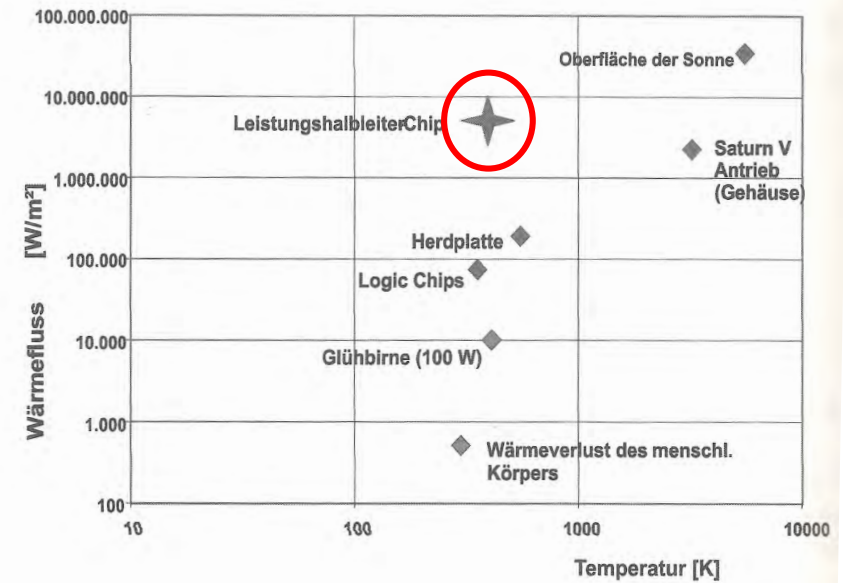 100.000.000
Oberfläche der Sonne
10.000.000
LeistungshalbleiterChip
Saturn V
Antrieb
(Gehäuse)
1.000.000
Wärmefluss [W/m²]
Herdplatte
100.000
Logic Chips
10.000
Glühbirne (100 W)
1.000
Wärmeverlust des menschl.
Körpers
100
10
100
1000
10000
Temperatur [K]